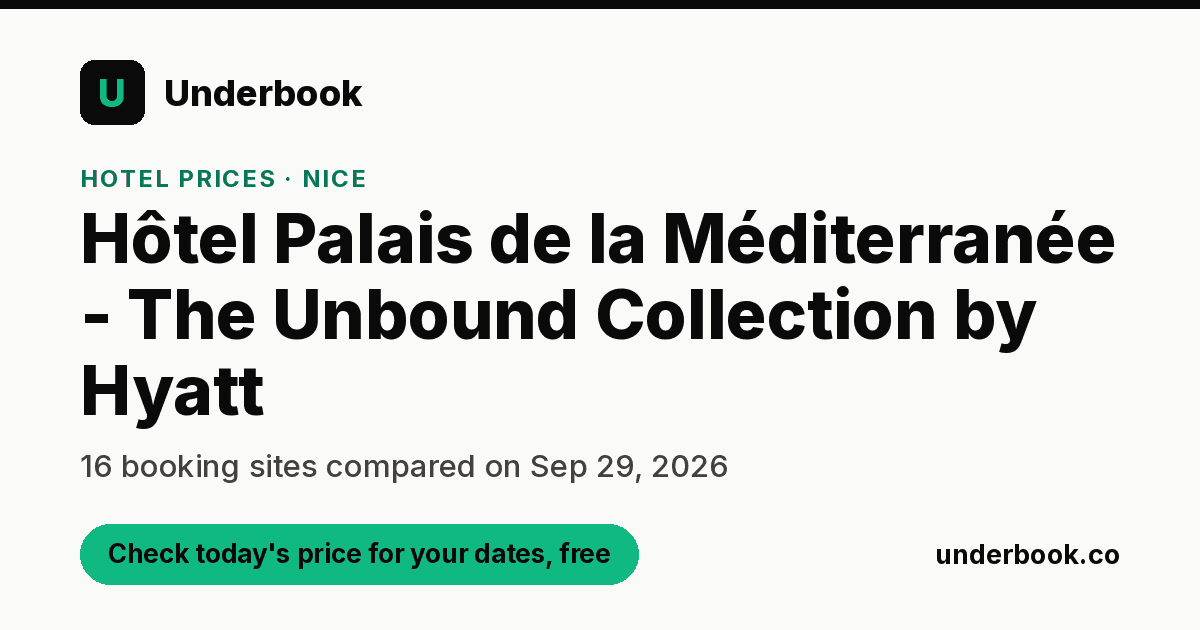 U Underbook
HOTEL PRICES · NICE
Hôtel Palais de la Méditerranée
- The Unbound Collection by
Hyatt
16 booking sites compared on Sep 29, 2026
Check today's price for your dates, free
underbook.co